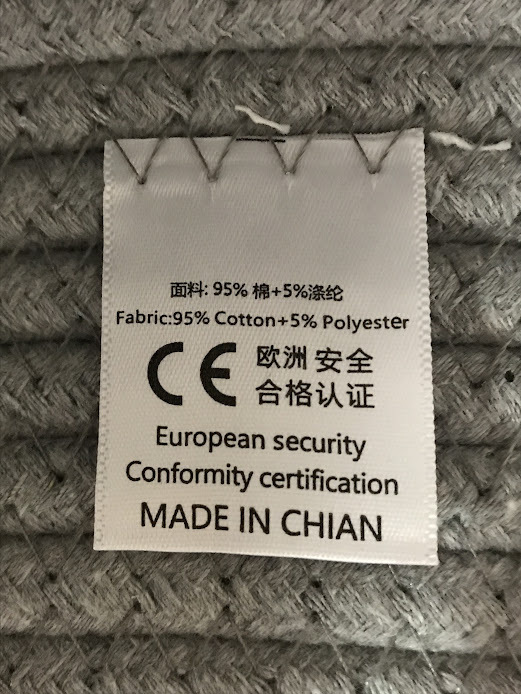 面料: 95% 棉+5%涤纶
Fabric:95% Cotton+5% Polyester
CE 欧洲 安全
合格认证
European security
Conformity certification
MADE IN CHIAN